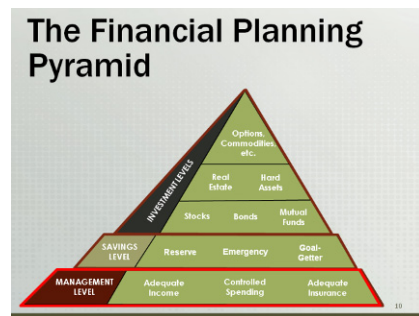 The Financial Planning
Pyramid
Options,
Commodities,
etc.
INVESTMENT LEVELS
Real
Estate
Hard
Assets
Stocks
Bonds
Mutual
Funds
SAVINGS
LEVEL
Reserve
Emergency
Goal-
Getter
MANAGEMENT
LEVEL
Adequate
Income
Controlled
Spending
Adequate
Insurance
10